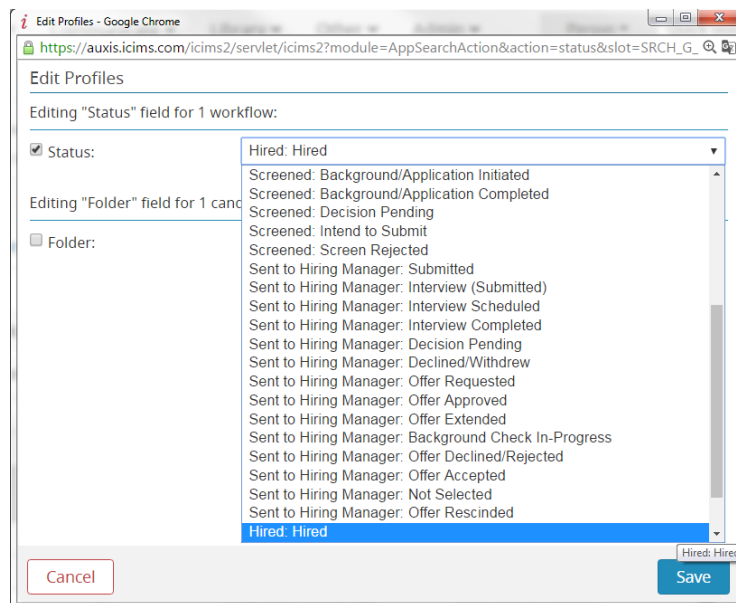 Edit Profiles - Google Chrome
https://auxis.icims.com/icims2/servlet/icims2?module=AppSearchAction&action=status&slot=SRCH_G_
Edit Profiles
Editing "Status" field for 1 workflow:
Status:
Hired: Hired
Screened: Background/Application Initiated
Screened: Background/Application Completed
Editing "Folder" field for 1 cand
Screened: Decision Pending
Screened: Intend to Submit
Folder:
Screened: Screen Rejected
Sent to Hiring Manager: Submitted
Sent to Hiring Manager: Interview (Submitted)
Sent to Hiring Manager: Interview Scheduled
Sent to Hiring Manager: Interview Completed
Sent to Hiring Manager: Decision Pending
Sent to Hiring Manager: Declined/Withdrew
Sent to Hiring Manager: Offer Requested
Sent to Hiring Manager: Offer Approved
Sent to Hiring Manager: Offer Extended
Sent to Hiring Manager: Background Check In-Progress
Sent to Hiring Manager: Offer Declined/Rejected
Sent to Hiring Manager: Offer Accepted
Sent to Hiring Manager: Not Selected
Sent to Hiring Manager: Offer Rescinded
Hired: Hired
Hired: Hired
Cancel
Save